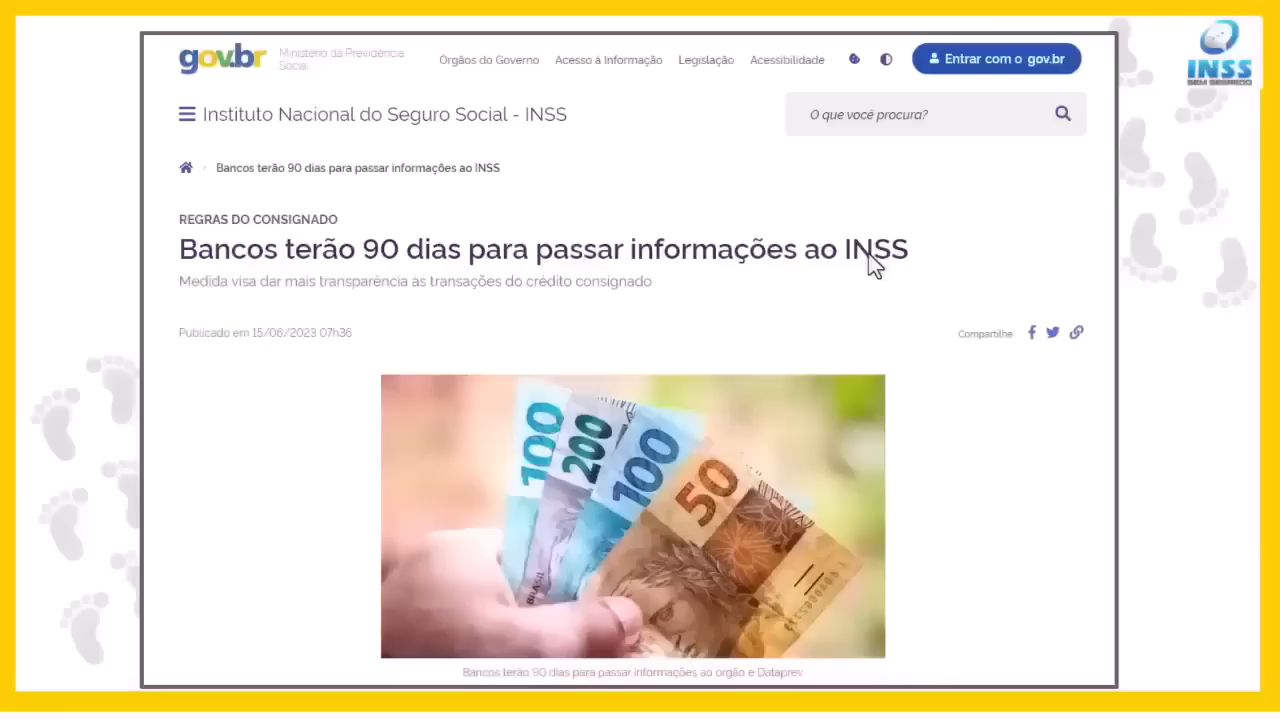 gov.br
Ministério da Previdência
Social
Órgãos do Governo
Acesso à Informação
Legislação
Acessibilidade
Entrar com o gov.br
INSS
SEM SEGREDO
Instituto Nacional do Seguro Social - INSS
O que você procura?
Bancos terão 90 dias para passar informações ao INSS
REGRAS DO CONSIGNADO
Bancos terão 90 dias para passar informações ao INSS
Medida visa dar mais transparência as transações do crédito consignado
Publicado em 15/06/2023 07h36
Compartilhe
100
200
100
50
BRASIL
Bancos terão 90 dias para passar informações ao orgão e Dataprev